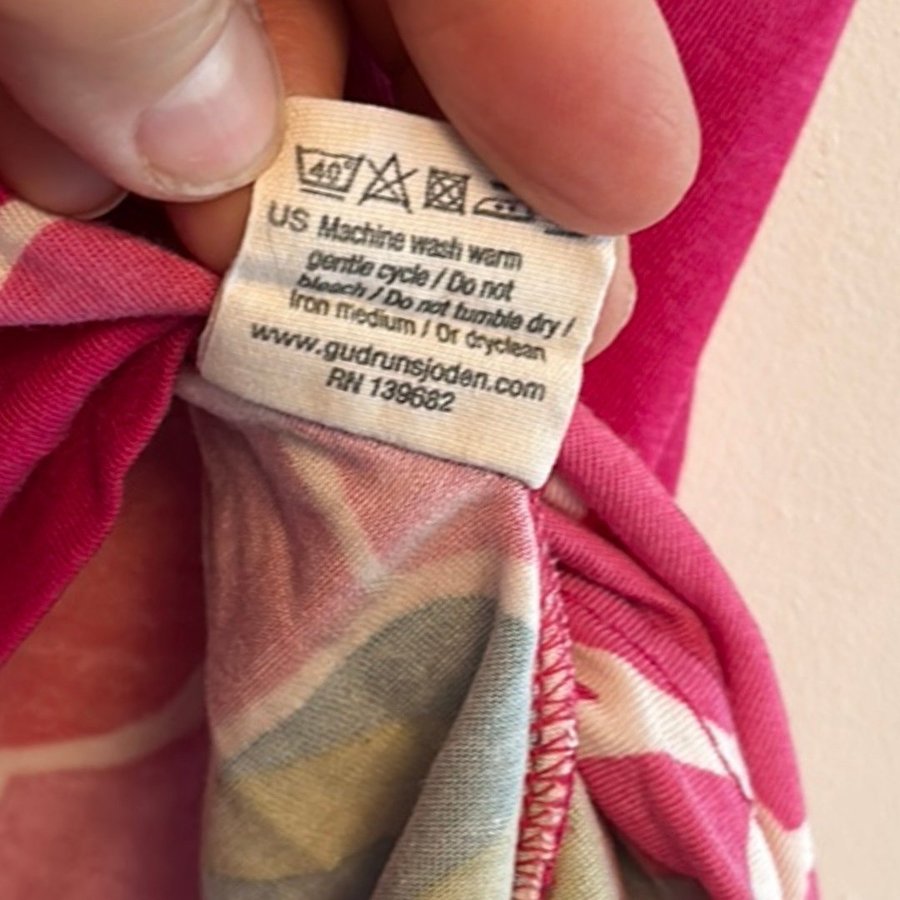 40°
US Machine wash warm
gentle cycle / Do not
bleach / Do not tumble dry /
Iron medium / Or dryclean
www.gudrunsjoden.com
RN 139682